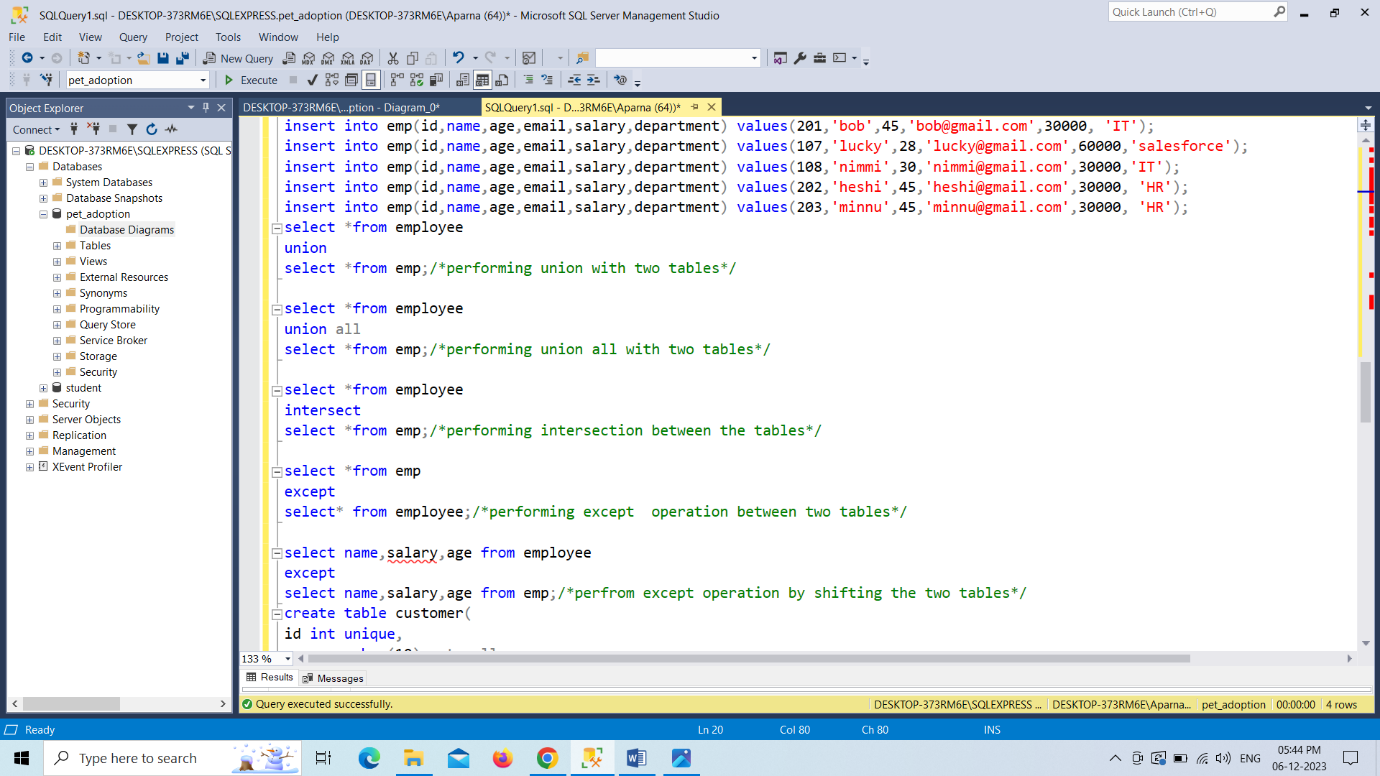 SQLQuery1.sql - DESKTOP-373RM6E\SQLEXPRESS.pet_adoption (DESKTOP-373RM6E\Aparna (64))* - Microsoft SQL Server Management Studio
Quick Launch (Ctrl+Q)
File Edit View Query Project Tools Window Help
New Query
pet_adoption
Execute
Object Explorer
DESKTOP-373RM6E\...ption - Diagram_0*
SQLQuery1.sql - D...3RM6E\Aparna (64))*
Connect
DESKTOP-373RM6E\SQLEXPRESS (SQL S
Databases
System Databases
Database Snapshots
pet_adoption
Database Diagrams
Tables
Views
External Resources
Synonyms
Programmability
Query Store
Service Broker
Storage
Security
student
Security
Server Objects
Replication
Management
XEvent Profiler
insert into emp(id,name,age,email,salary,department) values(201,'bob',45,'bob@gmail.com',30000, 'IT');
insert into emp(id,name,age,email,salary,department) values(107,'lucky',28,'lucky@gmail.com',60000,'salesforce');
insert into emp(id,name,age,email,salary,department) values(108,'nimmi',30,'nimmi@gmail.com',30000,'IT');
insert into emp(id,name,age,email,salary,department) values(202,'heshi',45,'heshi@gmail.com',30000, 'HR');
insert into emp(id,name,age,email,salary,department) values(203,'minnu',45,'minnu@gmail.com',30000, 'HR');
select *from employee
union
select *from emp;/*performing union with two tables*/
select *from employee
union all
select *from emp;/*performing union all with two tables*/
select *from employee
intersect
select *from emp;/*performing intersection between the tables*/
select *from emp
except
select* from employee;/*performing except  operation between two tables*/
select name,salary,age from employee
except
select name,salary,age from emp;/*perfrom except operation by shifting the two tables*/
create table customer(
id int unique,
133 %
Results Messages
Query executed successfully.
DESKTOP-373RM6E\SQLEXPRESS ... DESKTOP-373RM6E\Aparna... pet_adoption 00:00:00 4 rows
Ready Ln 20 Col 80 Ch 80 INS
Type here to search
ENG
05:44 PM
06-12-2023